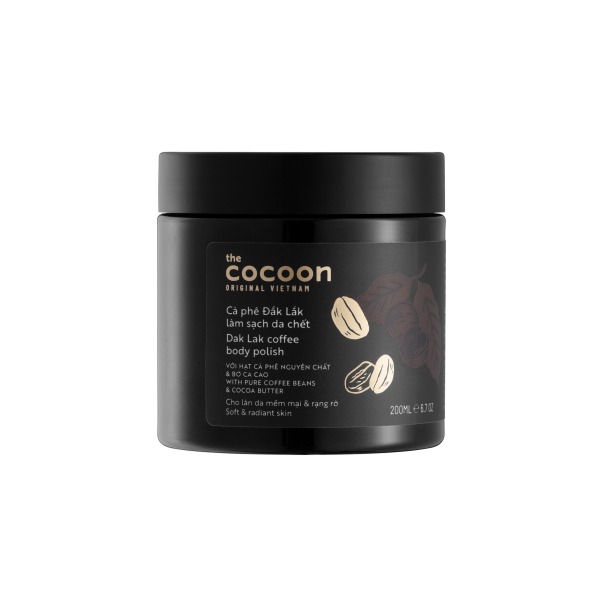 the
cocoon
ORIGINAL VIETNAM
Cà phê Đắk Lắk
làm sạch da chết
Dak Lak coffee
body polish
VỚI HẠT CÀ PHÊ NGUYÊN CHẤT
& BƠ CA CAO
WITH PURE COFFEE BEANS
& COCOA BUTTER
Cho làn da mềm mại & rạng rỡ
Soft & radiant skin
200ML ℮ 6.7 OZ